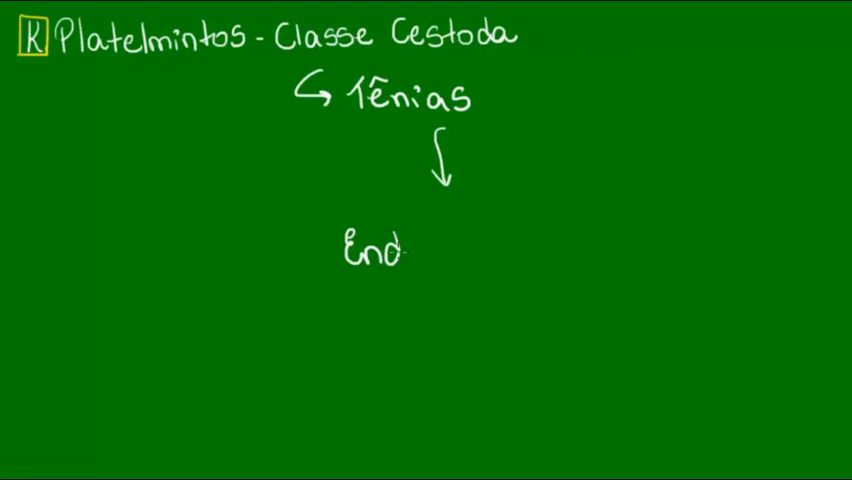 K Platelmintos - Classe Cestoda
Tênias
End